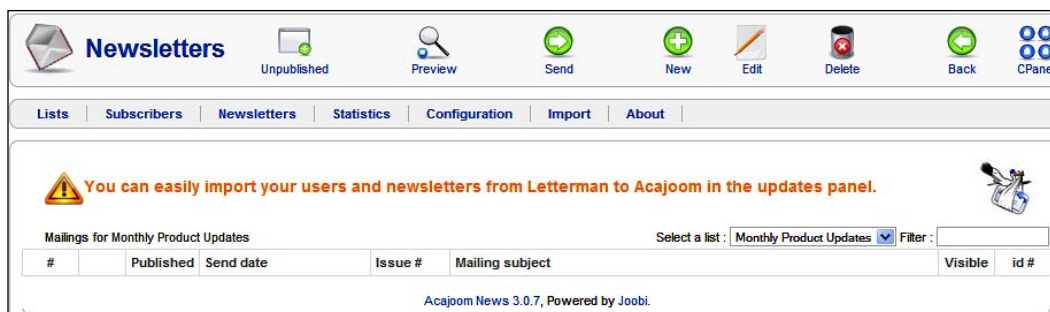 Newsletters
Unpublished Preview Send New Edit Delete Back CPane
Lists Subscribers Newsletters Statistics Configuration Import About
You can easily import your users and newsletters from Letterman to Acajoom in the updates panel.
Mailings for Monthly Product Updates Select a list : Monthly Product Updates Filter :
# Published Send date Issue # Mailing subject Visible id #
Acajoom News 3.0.7, Powered by Joobi.